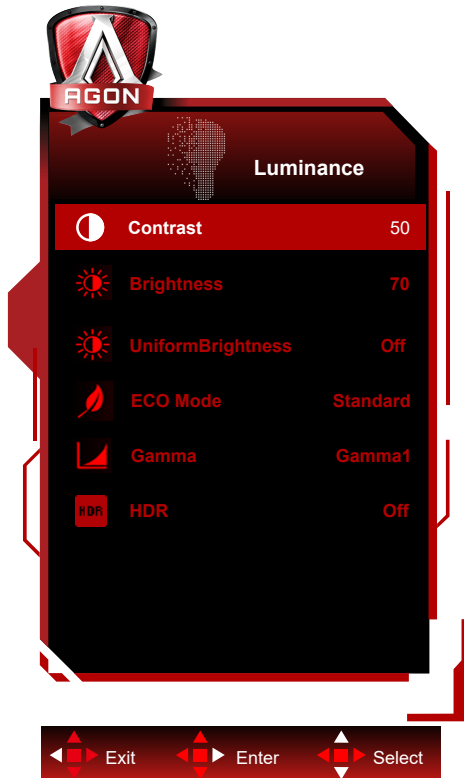 AGON
Luminance
Contrast 50
Brightness 70
UniformBrightness Off
ECO Mode Standard
Gamma Gamma1
HDR HDR Off
Exit Enter Select